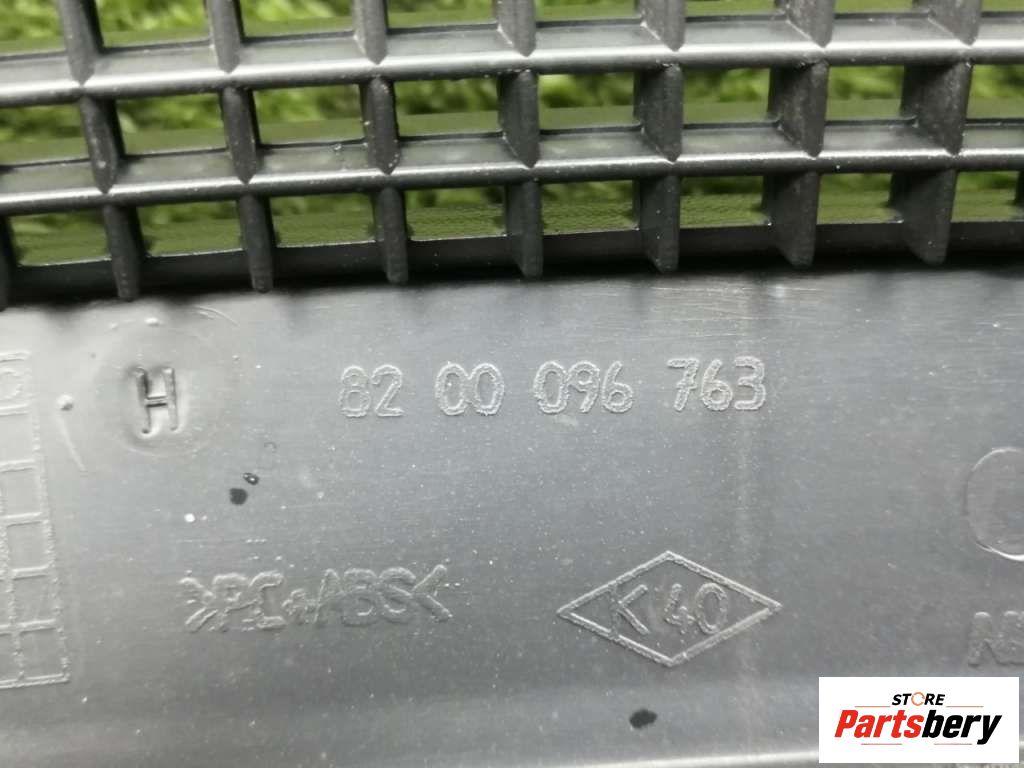 H 82 00 096 763
>PC+ABS<
K 40
STORE
Partsbery